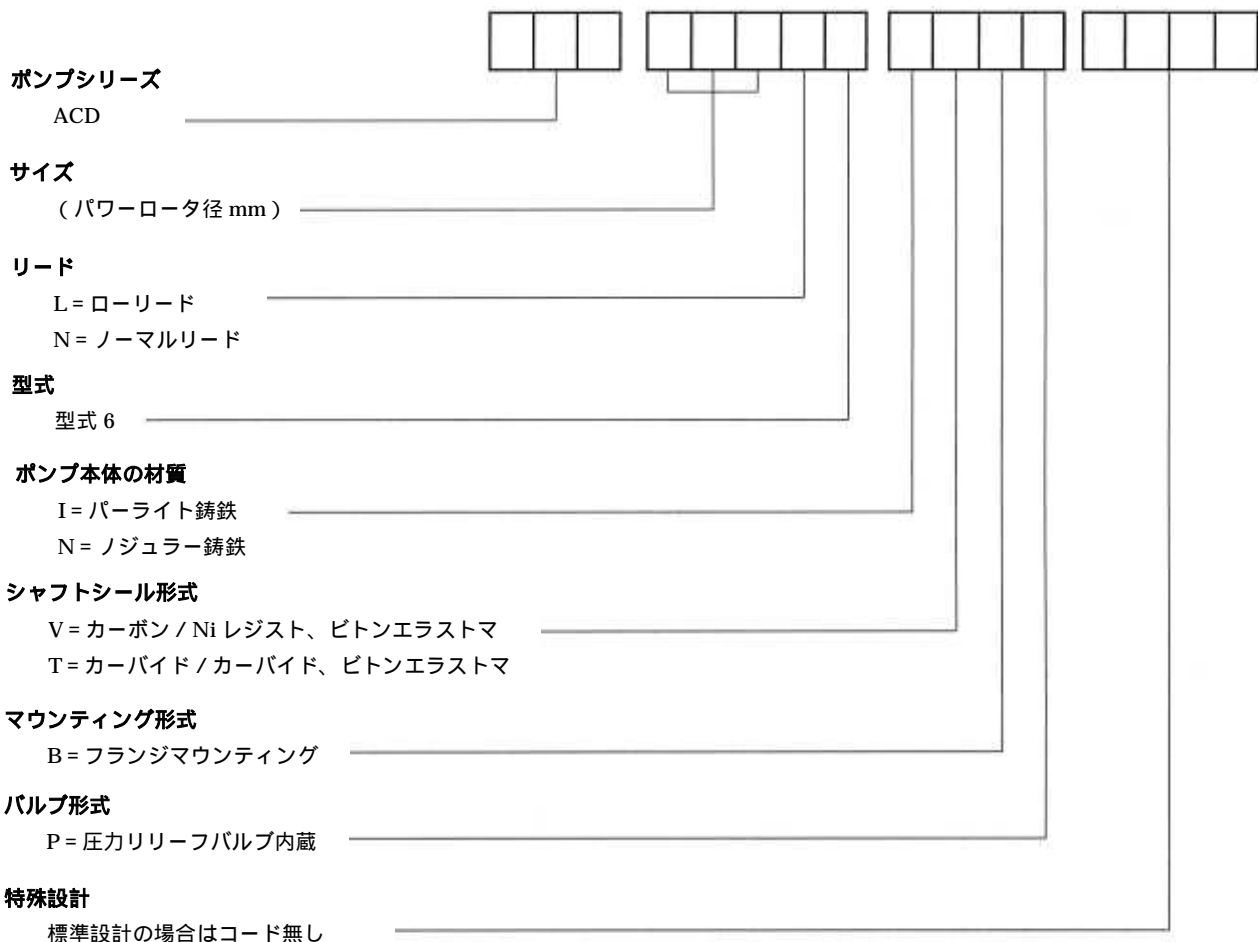 ポンプシリーズ
ACD
サイズ
(パワーロータ径 mm)
リード
L = ローリード
N = ノーマルリード
型式
型式 6
ポンプ本体の材質
I = パーライト鋳鉄
N = ノジュラー鋳鉄
シャフトシール形式
V = カーボン / Ni レジスト、ビトンエラストマ
T = カーバイド / カーバイド、ビトンエラストマ
マウンティング形式
B = フランジマウンティング
バルブ形式
P = 圧力リリーフバルブ内蔵
特殊設計
標準設計の場合はコード無し